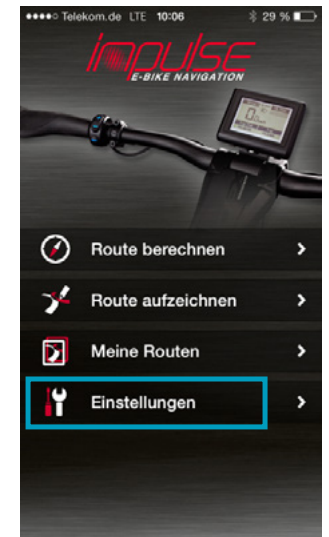 Telekom.de LTE 10:06 29 %
impulse
E-BIKE NAVIGATION
Route berechnen
Route aufzeichnen
Meine Routen
Einstellungen